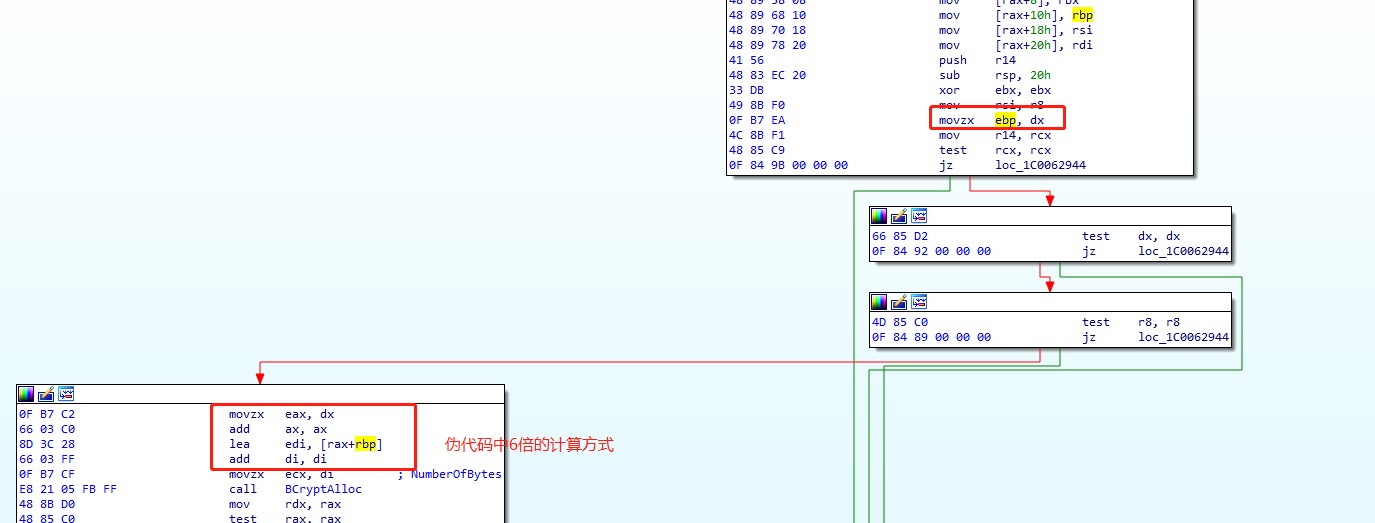 48 89 58 08 mov [rax+8], rbx
48 89 68 10 mov [rax+10h], rbp
48 89 70 18 mov [rax+18h], rsi
48 89 78 20 mov [rax+20h], rdi
41 56 push r14
48 83 EC 20 sub rsp, 20h
33 DB xor ebx, ebx
49 8B F0 mov rsi, r8
0F B7 EA movzx ebp, dx
4C 8B F1 mov r14, rcx
48 85 C9 test rcx, rcx
0F 84 9B 00 00 00 jz loc_1C0062944
66 85 D2 test dx, dx
0F 84 92 00 00 00 jz loc_1C0062944
4D 85 C0 test r8, r8
0F 84 89 00 00 00 jz loc_1C0062944
0F B7 C2 movzx eax, dx
66 03 C0 add ax, ax
8D 3C 28 lea edi, [rax+rbp]
伪代码中6倍的计算方式
66 03 FF add di, di
0F B7 CF movzx ecx, di ; NumberOfBytes
E8 21 05 FB FF call BCryptAlloc
48 8B D0 mov rdx, rax
48 85 C0 test rax, rax